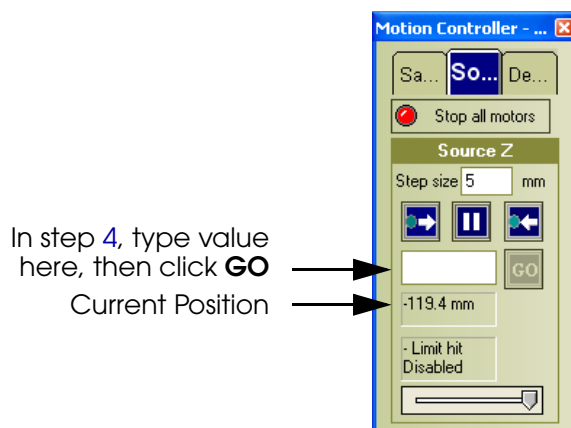 Motion Controller - ...
Sa... So... De...
Stop all motors
Source Z
Step size 5 mm
In step 4, type value
here, then click GO
GO
Current Position
-119.4 mm
- Limit hit
Disabled